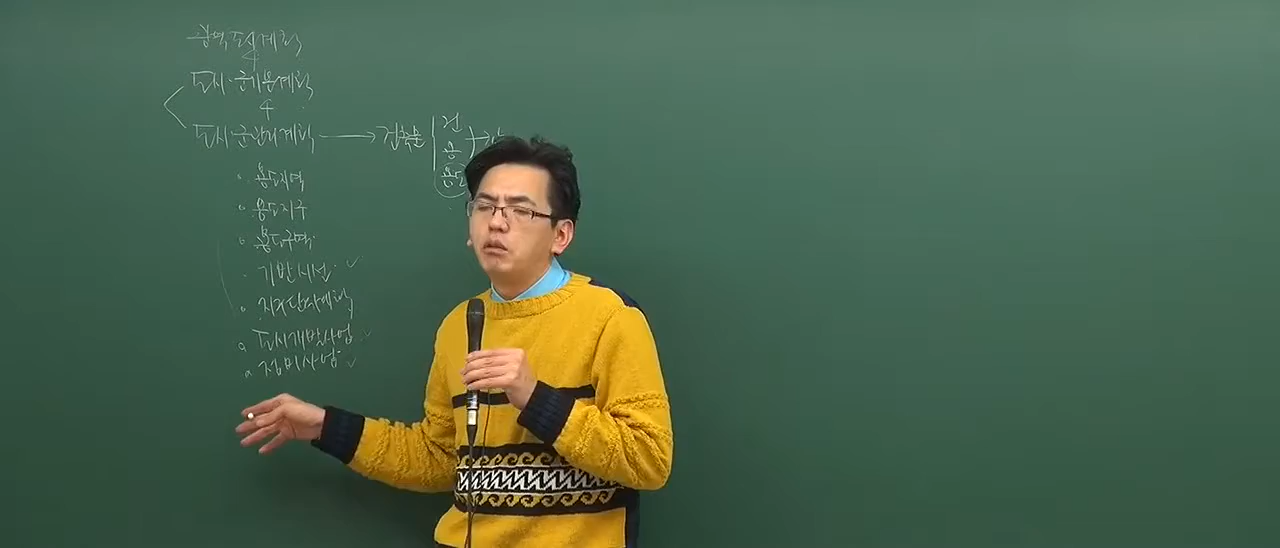 광역도시계획
도시·군기본계획
도시·군관리계획 → 건축물 건
용
용도
용도지역
용도지구
용도구역
기반시설 ✓
지구단위계획
도시개발사업 ✓
정비사업 ✓